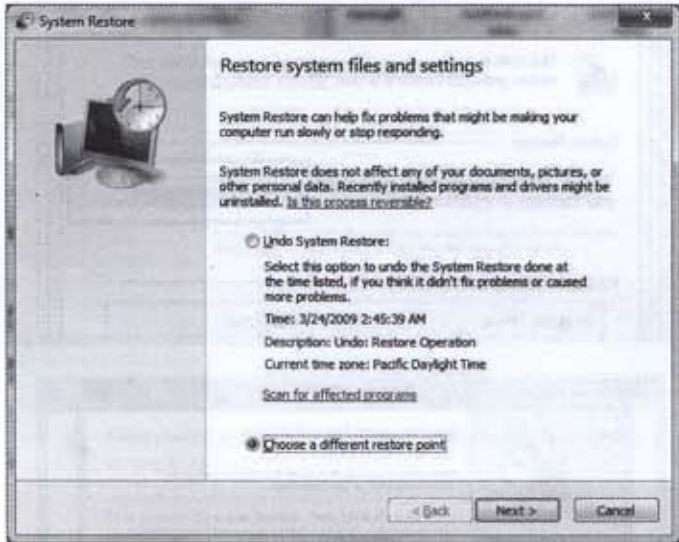 System Restore
Restore system files and settings
System Restore can help fix problems that might be making your
computer run slowly or stop responding.
System Restore does not affect any of your documents, pictures, or
other personal data. Recently installed programs and drivers might be
uninstalled. Is this process reversible?
Undo System Restore:
Select this option to undo the System Restore done at
the time listed, if you think it didn't fix problems or caused
more problems.
Time: 3/24/2009 2:45:39 AM
Description: Undo: Restore Operation
Current time zone: Pacific Daylight Time
Scan for affected programs
Choose a different restore point
< Back Next > Cancel